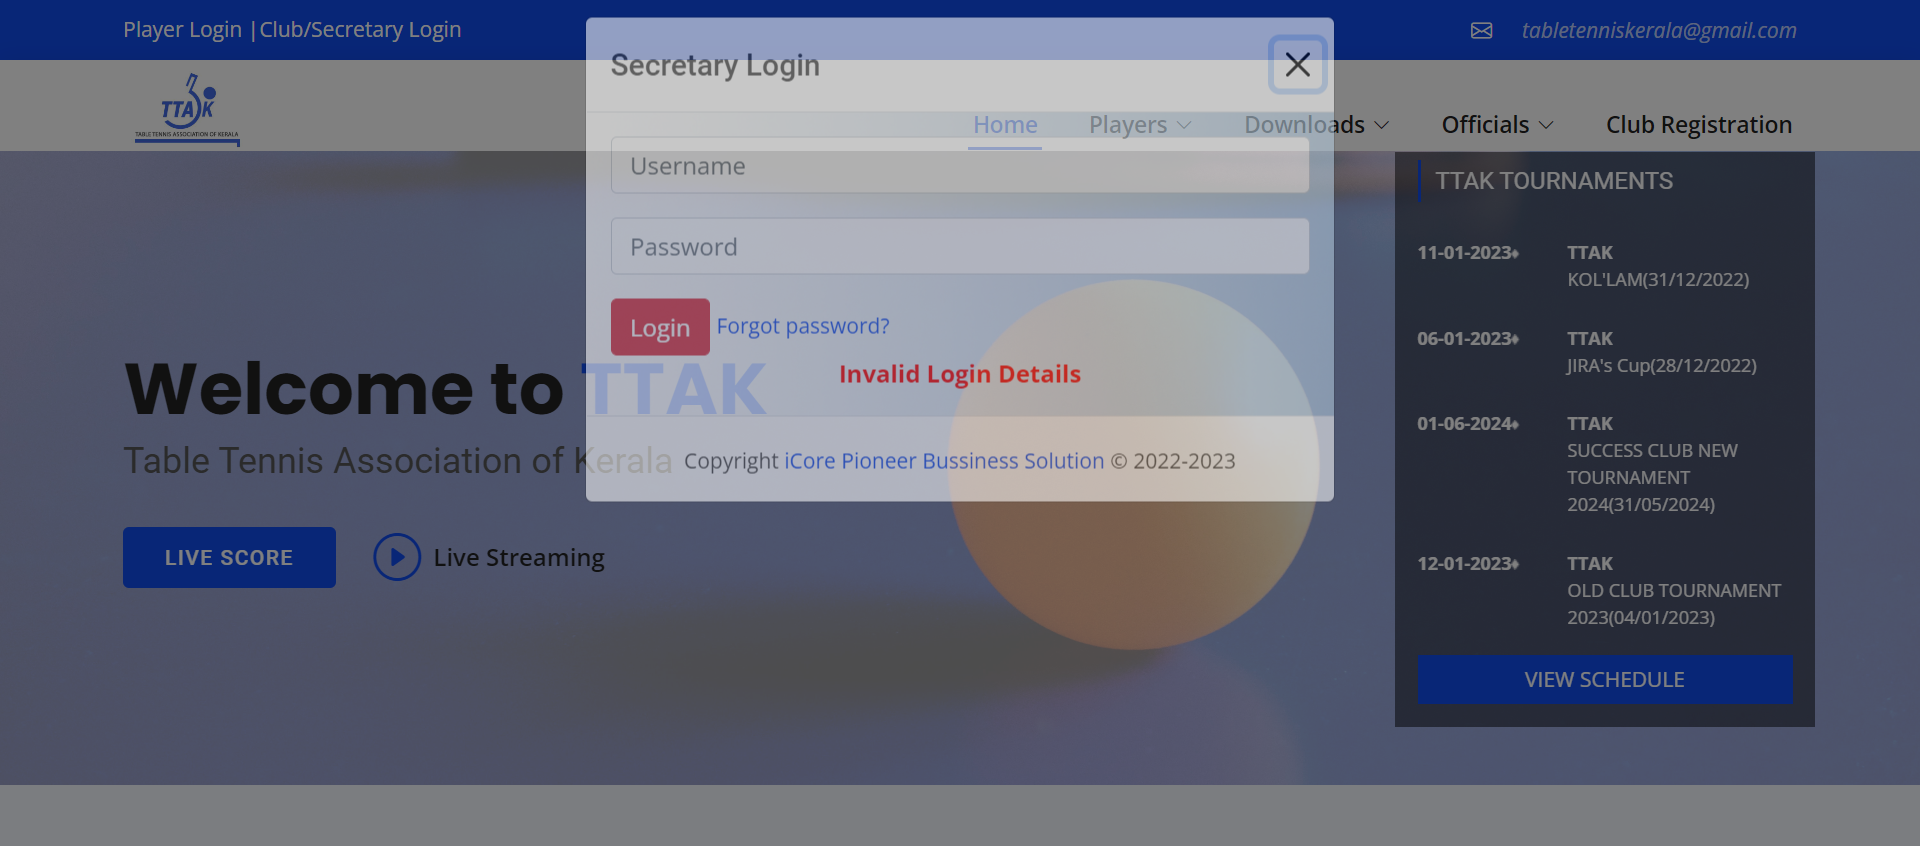 Player Login |Club/Secretary Login
tabletenniskerala@gmail.com
Secretary Login
TTAK
TABLE TENNIS ASSOCIATION OF KERALA
Home
Players
Downloads
Officials
Club Registration
Username
Password
Login Forgot password?
Invalid Login Details
Copyright iCore Pioneer Bussiness Solution © 2022-2023
Welcome to TTAK
Table Tennis Association of Kerala
LIVE SCORE
Live Streaming
TTAK TOURNAMENTS
11-01-2023♦ TTAK
KOL'LAM(31/12/2022)
06-01-2023♦ TTAK
JIRA's Cup(28/12/2022)
01-06-2024♦ TTAK
SUCCESS CLUB NEW
TOURNAMENT
2024(31/05/2024)
12-01-2023♦ TTAK
OLD CLUB TOURNAMENT
2023(04/01/2023)
VIEW SCHEDULE